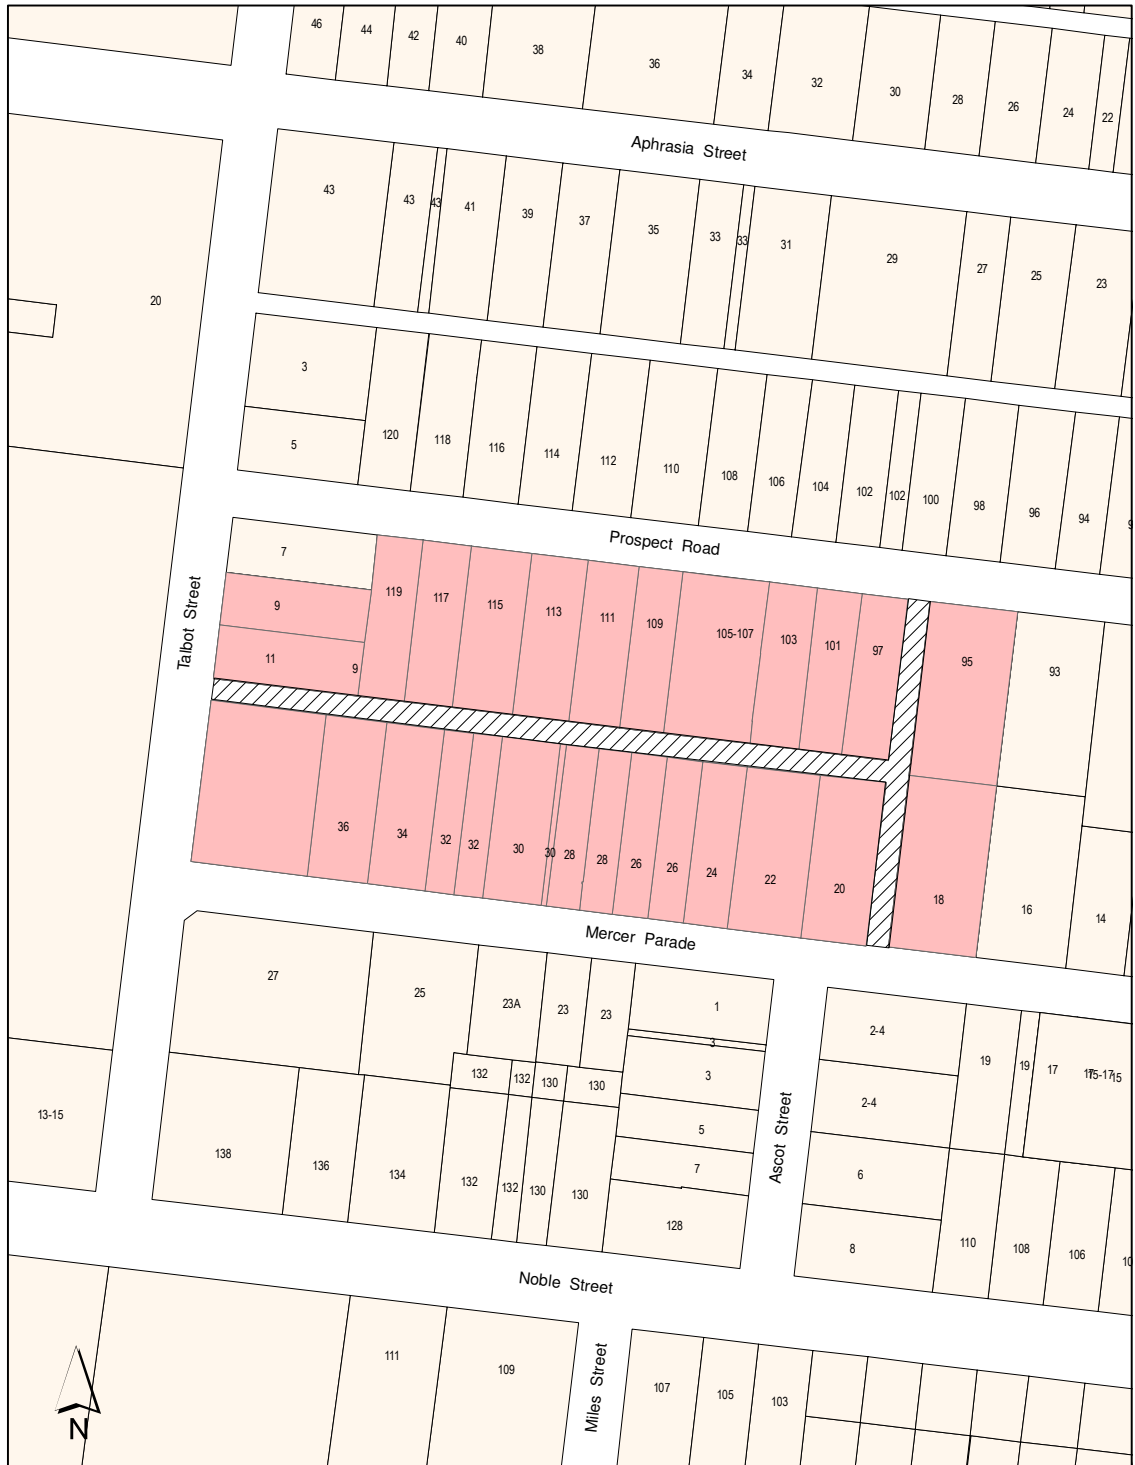 46 44 42 40 38 36 34 32 30 28 26 24 22
Aphrasia Street
43 43 43 41 39 37 35 33 33 31 29 27 25 23
20
3
5
120 118 116 114 112 110 108 106 104 102 102 100 98 96 94
Prospect Road
Talbot Street
7
9
11 9
119 117 115 113 111 109 105-107 103 101 97 95 93
36 34 32 32 30 30 28 28 26 26 24 22 20 18 16 14
Mercer Parade
27 25 23A 23 23 1
3
3
5
7
128
132 132 130 130
13-15
138 136 134 132 132 130 130
Ascot Street
2-4
2-4
6
8
19 19 17 15-17 15
110 108 106
Noble Street
Miles Street
111 109 107 105 103
N